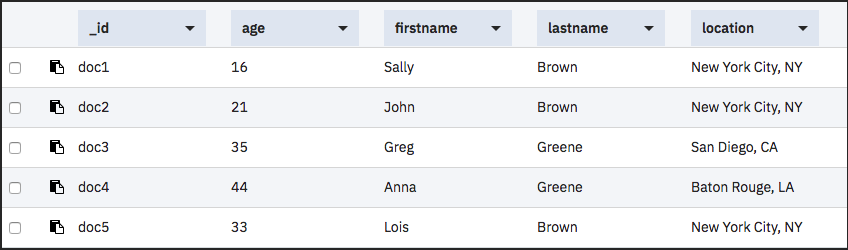 _id age firstname lastname location
doc1 16 Sally Brown New York City, NY
doc2 21 John Brown New York City, NY
doc3 35 Greg Greene San Diego, CA
doc4 44 Anna Greene Baton Rouge, LA
doc5 33 Lois Brown New York City, NY